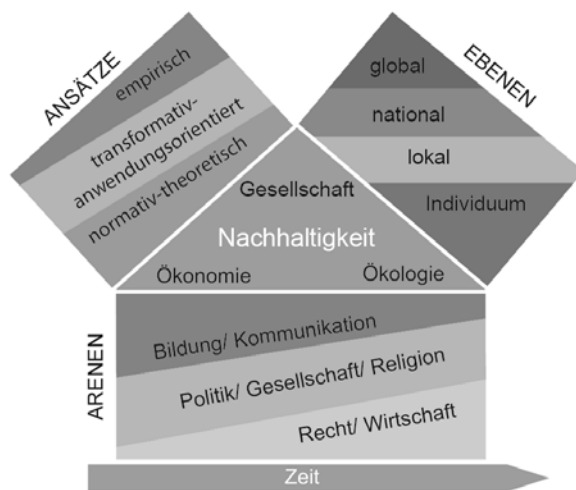 ANSÄTZE
empirisch
transformativ-
anwendungsorientiert
normativ-theoretisch
EBENEN
global
national
lokal
Individuum
Gesellschaft
Nachhaltigkeit
Ökonomie
Ökologie
ARENEN
Bildung/ Kommunikation
Politik/ Gesellschaft/ Religion
Recht/ Wirtschaft
Zeit